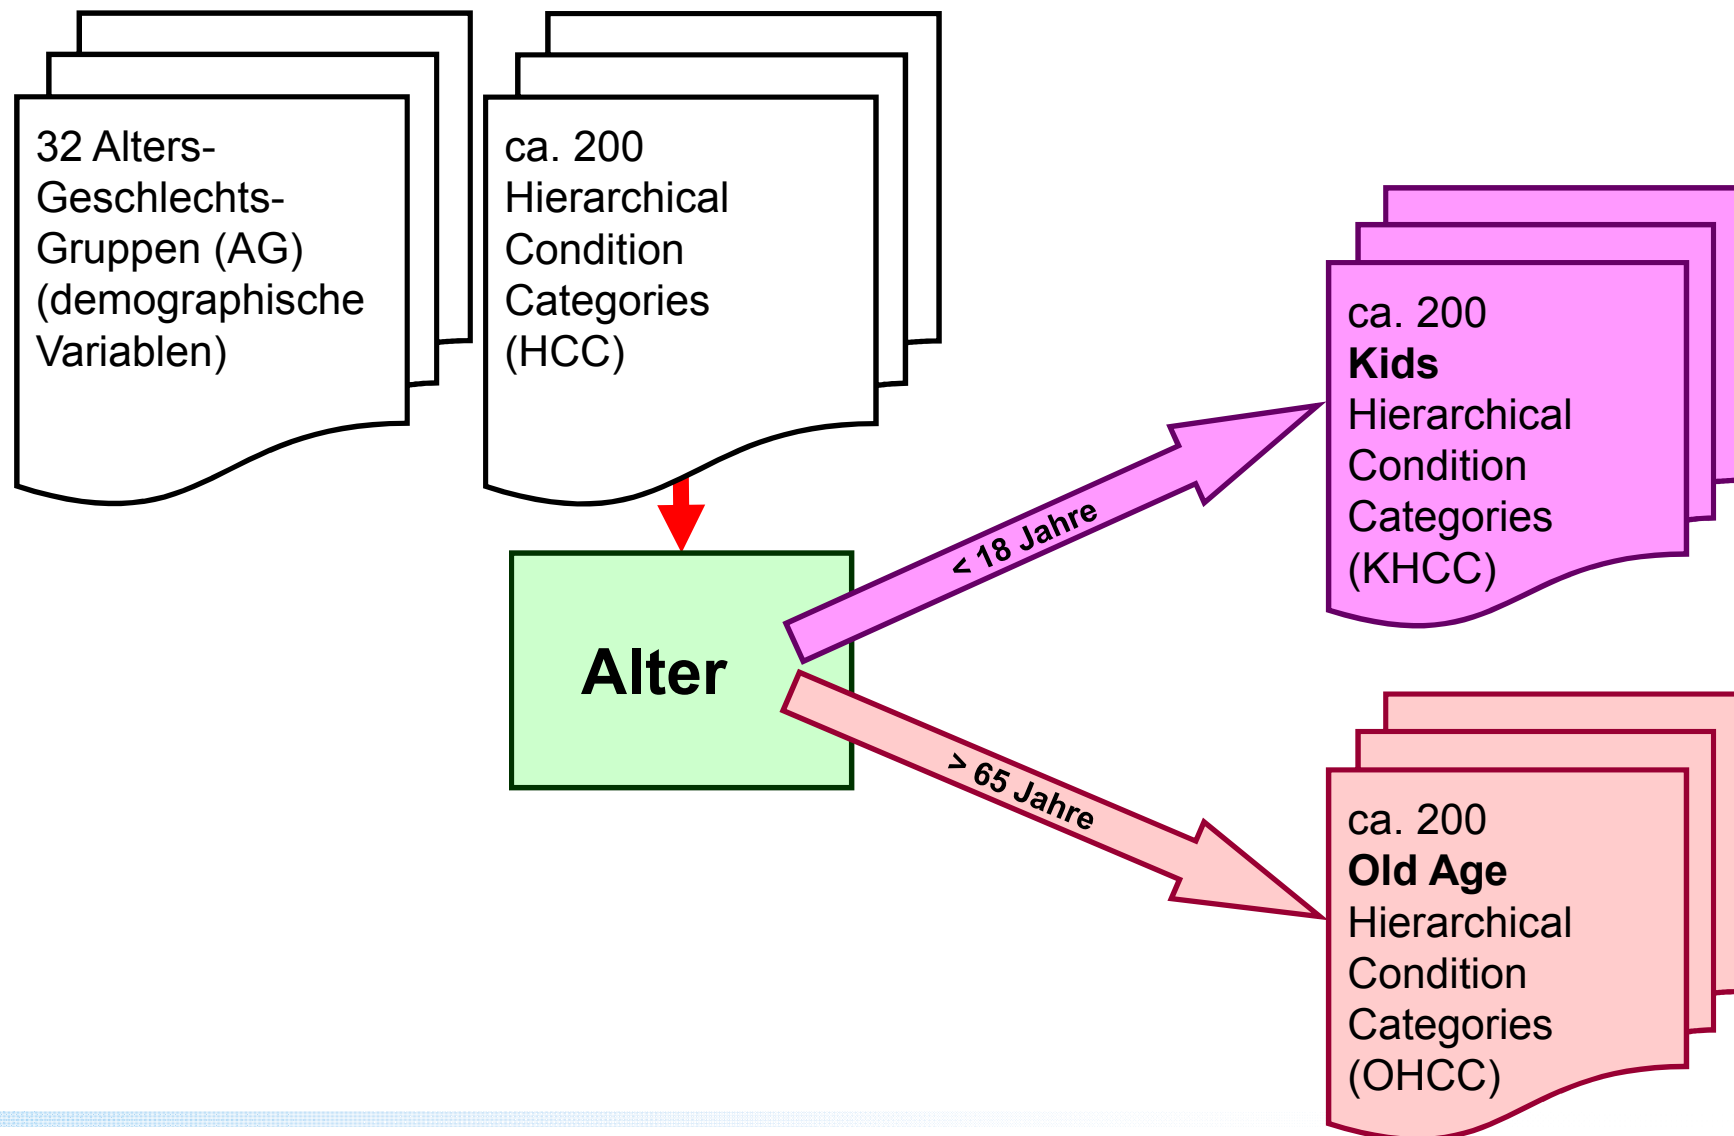 32 Alters-
Geschlechts-
Gruppen (AG)
(demographische
Variablen)
ca. 200
Hierarchical
Condition
Categories
(HCC)
Alter
< 18 Jahre
> 65 Jahre
ca. 200
Kids
Hierarchical
Condition
Categories
(KHCC)
ca. 200
Old Age
Hierarchical
Condition
Categories
(OHCC)